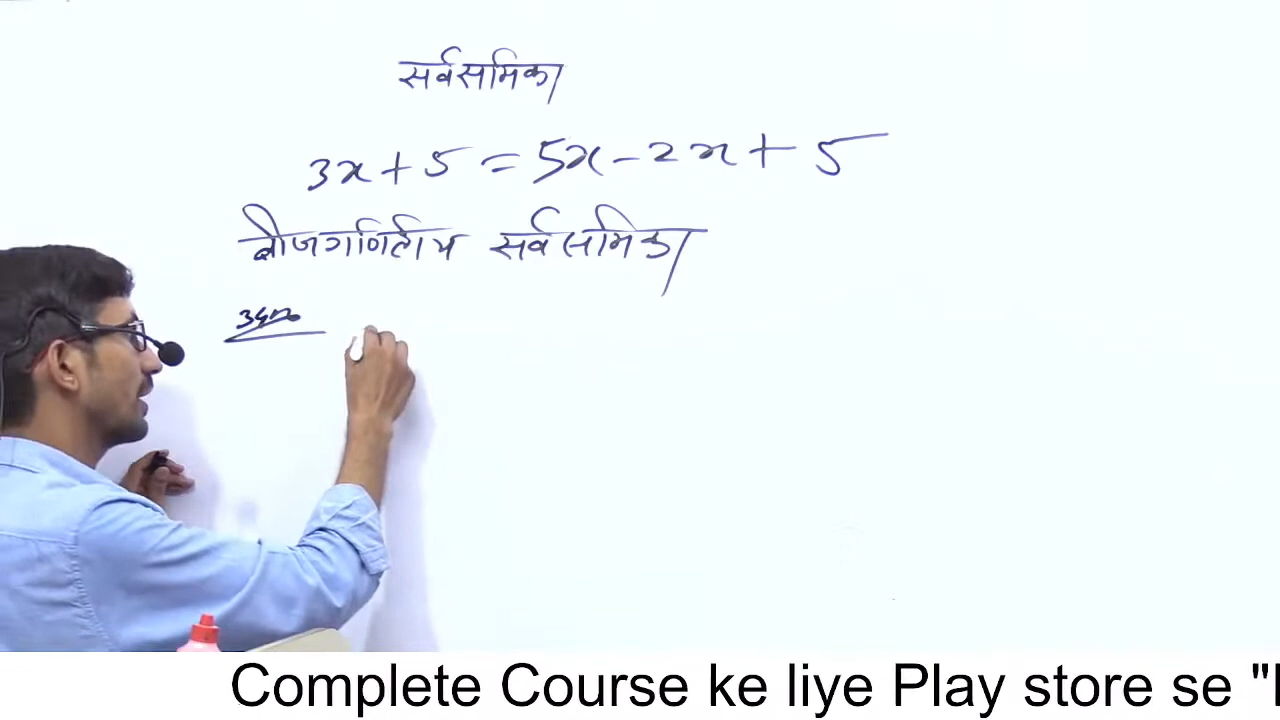 सर्वसमिका
3x + 5 = 5x - 2x + 5
बीजगणितीय सर्वसमिका
Complete Course ke liye Play store se "